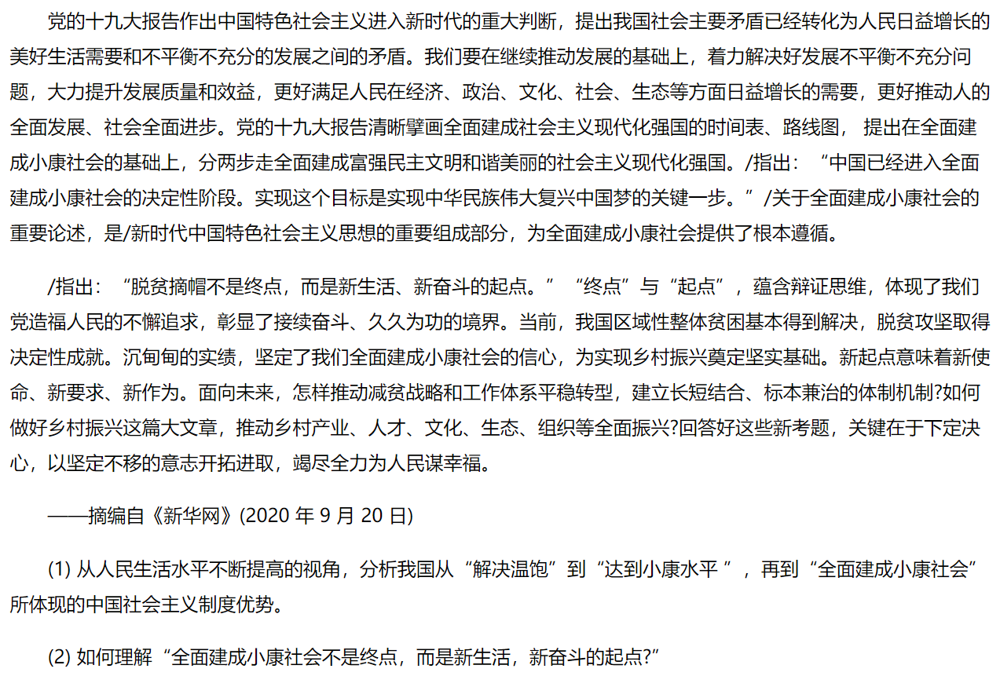 党的十九大报告作出中国特色社会主义进入新时代的重大判断，提出我国社会主要矛盾已经转化为人民日益增长的
美好生活需要和不平衡不充分的发展之间的矛盾。我们要在继续推动发展的基础上，着力解决好发展不平衡不充分问
题，大力提升发展质量和效益，更好满足人民在经济、政治、文化、社会、生态等方面日益增长的需要，更好推动人的
全面发展、社会全面进步。党的十九大报告清晰擘画全面建成社会主义现代化强国的时间表、路线图， 提出在全面建
成小康社会的基础上，分两步走全面建成富强民主文明和谐美丽的社会主义现代化强国。/指出：“中国已经进入全面
建成小康社会的决定性阶段。实现这个目标是实现中华民族伟大复兴中国梦的关键一步。”/关于全面建成小康社会的
重要论述，是/新时代中国特色社会主义思想的重要组成部分，为全面建成小康社会提供了根本遵循。
/指出：“脱贫摘帽不是终点，而是新生活、新奋斗的起点。”“终点”与“起点”，蕴含辩证思维，体现了我们
党造福人民的不懈追求，彰显了接续奋斗、久久为功的境界。当前，我国区域性整体贫困基本得到解决，脱贫攻坚取得
决定性成就。沉甸甸的实绩，坚定了我们全面建成小康社会的信心，为实现乡村振兴奠定坚实基础。新起点意味着新使
命、新要求、新作为。面向未来，怎样推动减贫战略和工作体系平稳转型，建立长短结合、标本兼治的体制机制?如何
做好乡村振兴这篇大文章，推动乡村产业、人才、文化、生态、组织等全面振兴?回答好这些新考题，关键在于下定决
心，以坚定不移的意志开拓进取，竭尽全力为人民谋幸福。
——摘编自《新华网》(2020 年 9 月 20 日)
(1) 从人民生活水平不断提高的视角，分析我国从“解决温饱”到“达到小康水平 ”，再到“全面建成小康社会”
所体现的中国社会主义制度优势。
(2) 如何理解“全面建成小康社会不是终点，而是新生活，新奋斗的起点?”